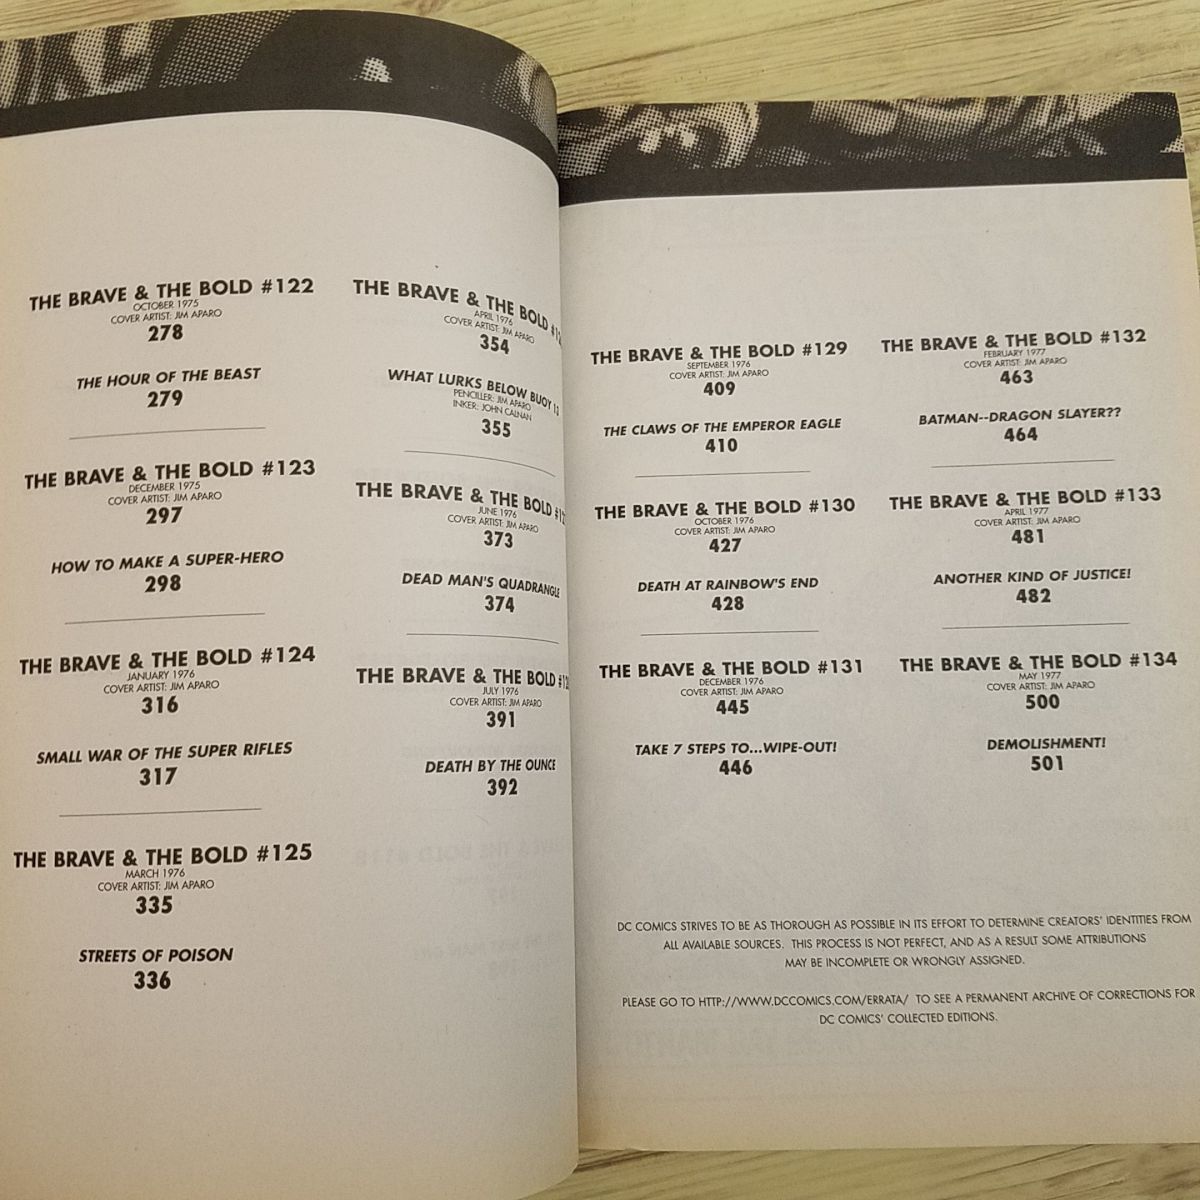 THE BRAVE & THE BOLD #122
OCTOBER 1975
COVER ARTIST: JIM APARO
278
THE HOUR OF THE BEAST
279
THE BRAVE & THE BOLD #123
DECEMBER 1975
COVER ARTIST: JIM APARO
297
HOW TO MAKE A SUPER-HERO
298
THE BRAVE & THE BOLD #124
JANUARY 1976
COVER ARTIST: JIM APARO
316
SMALL WAR OF THE SUPER RIFLES
317
THE BRAVE & THE BOLD #125
MARCH 1976
COVER ARTIST: JIM APARO
335
STREETS OF POISON
336
THE BRAVE & THE BOLD
APRIL 1976
COVER ARTIST: JIM APARO
354
WHAT LURKS BELOW BUOY 13
PENCILLER: JIM APARO
INKER: JOHN CALNAN
355
THE BRAVE & THE BOLD
JUNE 1976
COVER ARTIST: JIM APARO
373
DEAD MAN'S QUADRANGLE
374
THE BRAVE & THE BOLD
JULY 1976
COVER ARTIST: JIM APARO
391
DEATH BY THE OUNCE
392
THE BRAVE & THE BOLD #129
SEPTEMBER 1976
COVER ARTIST: JIM APARO
409
THE CLAWS OF THE EMPEROR EAGLE
410
THE BRAVE & THE BOLD #130
OCTOBER 1976
COVER ARTIST: JIM APARO
427
DEATH AT RAINBOW'S END
428
THE BRAVE & THE BOLD #131
DECEMBER 1976
COVER ARTIST: JIM APARO
445
TAKE 7 STEPS TO...WIPE-OUT!
446
THE BRAVE & THE BOLD #132
FEBRUARY 1977
COVER ARTIST: JIM APARO
463
BATMAN--DRAGON SLAYER??
464
THE BRAVE & THE BOLD #133
APRIL 1977
COVER ARTIST: JIM APARO
481
ANOTHER KIND OF JUSTICE!
482
THE BRAVE & THE BOLD #134
MAY 1977
COVER ARTIST: JIM APARO
500
DEMOLISHMENT!
501
DC COMICS STRIVES TO BE AS THOROUGH AS POSSIBLE IN ITS EFFORT TO DETERMINE CREATORS' IDENTITIES FROM
ALL AVAILABLE SOURCES. THIS PROCESS IS NOT PERFECT, AND AS A RESULT SOME ATTRIBUTIONS
MAY BE INCOMPLETE OR WRONGLY ASSIGNED.
PLEASE GO TO HTTP://WWW.DCCOMICS.COM/ERRATA/ TO SEE A PERMANENT ARCHIVE OF CORRECTIONS FOR
DC COMICS' COLLECTED EDITIONS.